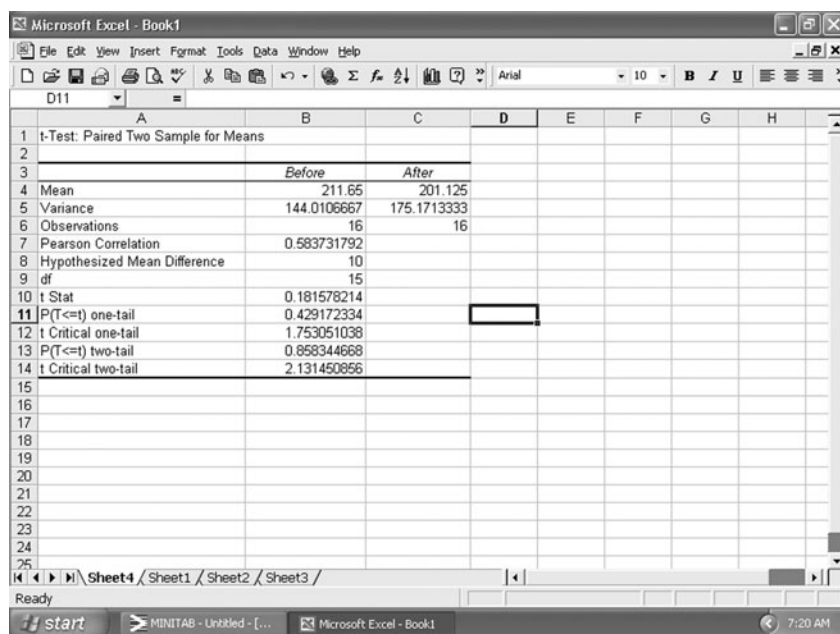 Microsoft Excel - Book1
File Edit View Insert Format Tools Data Window Help
Arial 10 B I U
D11 =
A B C D E F G H
1 t-Test: Paired Two Sample for Means
2
3 Before After
4 Mean 211.65 201.125
5 Variance 144.0106667 175.1713333
6 Observations 16 16
7 Pearson Correlation 0.583731792
8 Hypothesized Mean Difference 10
9 df 15
10 t Stat 0.181578214
11 P(T<=t) one-tail 0.429172334
12 t Critical one-tail 1.753051038
13 P(T<=t) two-tail 0.858344668
14 t Critical two-tail 2.131450856
15
16
17
18
19
20
21
22
23
24
25
Sheet4 / Sheet1 / Sheet2 / Sheet3 /
Ready
start MINITAB - Untitled - [... Microsoft Excel - Book1 7:20 AM